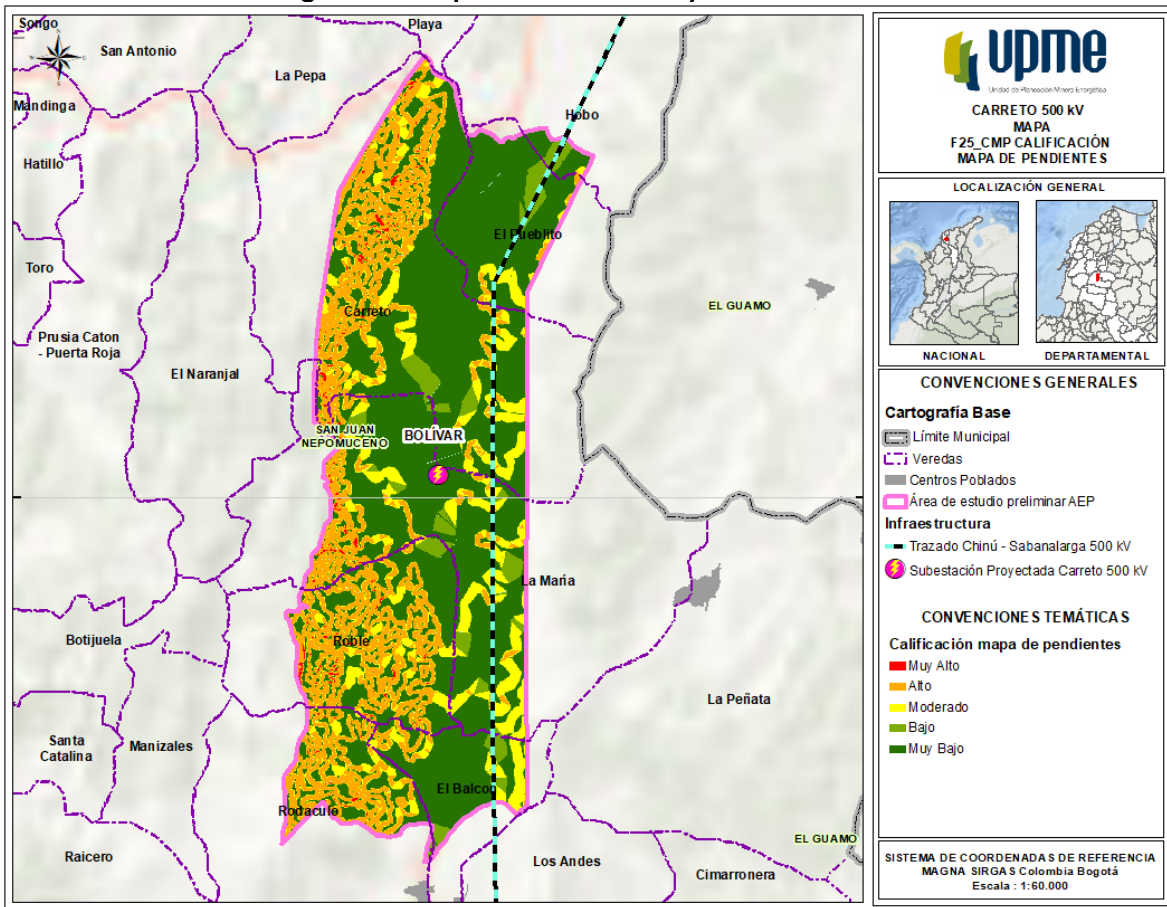 Songo
San Antonio
Playa
La Pepa
Mandinga
Hobo
Hatillo
El Pueblito
Toro
EL GUAMO
Carreto
Prusia Caton
- Puerta Roja
El Naranjal
SAN JUAN
NEPOMUCENO
BOLÍVAR
La María
Botijuela
Roble
La Peñata
Santa
Catalina
Manizales
El Balcon
Rodaculo
EL GUAMO
Raicero
Los Andes
Cimarronera
upme
Unidad de Planeación Minero Energética
CARRETO 500 kV
MAPA
F25_CMP CALIFICACIÓN
MAPA DE PENDIENTES
LOCALIZACIÓN GENERAL
NACIONAL
DEPARTAMENTAL
CONVENCIONES GENERALES
Cartografía Base
Límite Municipal
Veredas
Centros Poblados
Área de estudio preliminar AEP
Infraestructura
Trazado Chinú - Sabanalarga 500 kV
Subestación Proyectada Carreto 500 kV
CONVENCIONES TEMÁTICAS
Calificación mapa de pendientes
Muy Alto
Alto
Moderado
Bajo
Muy Bajo
SISTEMA DE COORDENADAS DE REFERENCIA
MAGNA SIRGAS Colombia Bogotá
Escala : 1:60.000